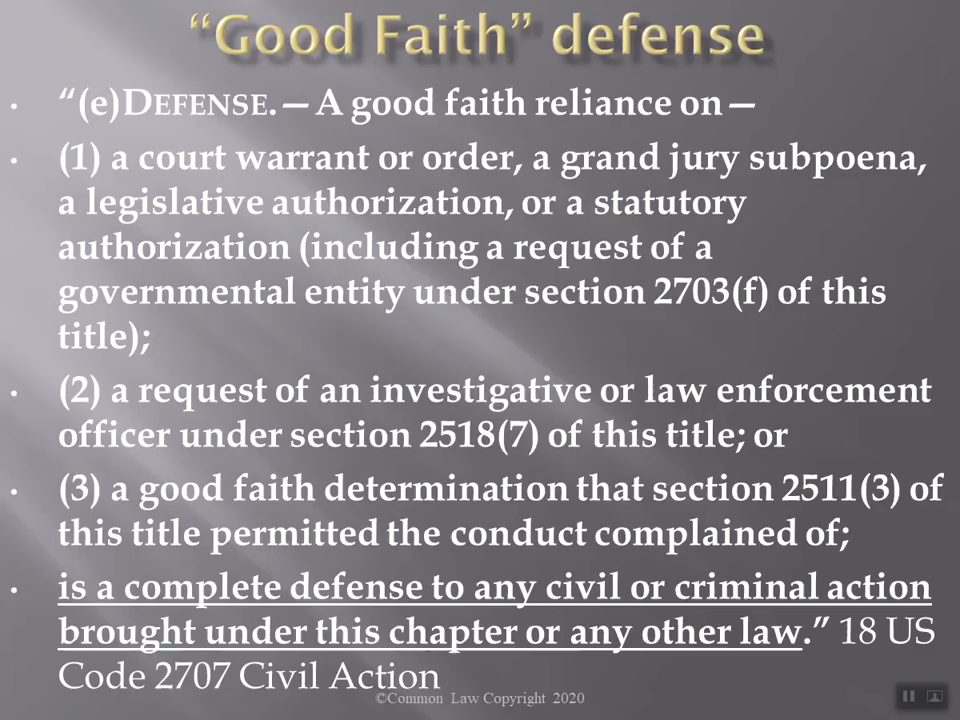 “Good Faith” defense
• “(e)DEFENSE.—A good faith reliance on—
• (1) a court warrant or order, a grand jury subpoena,
a legislative authorization, or a statutory
authorization (including a request of a
governmental entity under section 2703(f) of this
title);
• (2) a request of an investigative or law enforcement
officer under section 2518(7) of this title; or
• (3) a good faith determination that section 2511(3) of
this title permitted the conduct complained of;
• is a complete defense to any civil or criminal action
brought under this chapter or any other law.” 18 US
Code 2707 Civil Action
©Common Law Copyright 2020